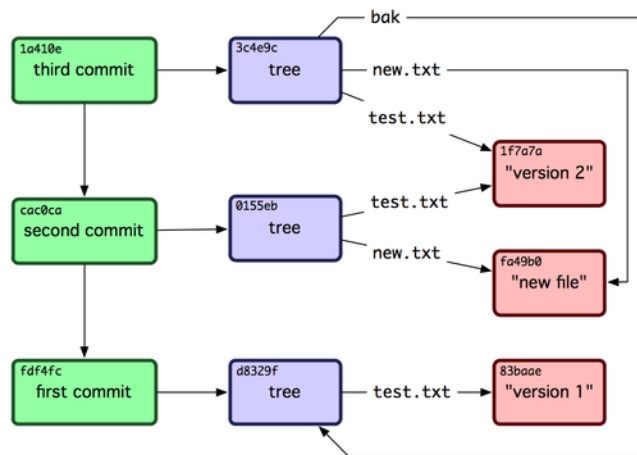 bak
1a410e
third commit
3c4e9c
tree
new.txt
test.txt
1f7a7a
"version 2"
cac0ca
second commit
0155eb
tree
test.txt
new.txt
fa49b0
"new file"
fdf4fc
first commit
d8329f
tree
test.txt
83baae
"version 1"